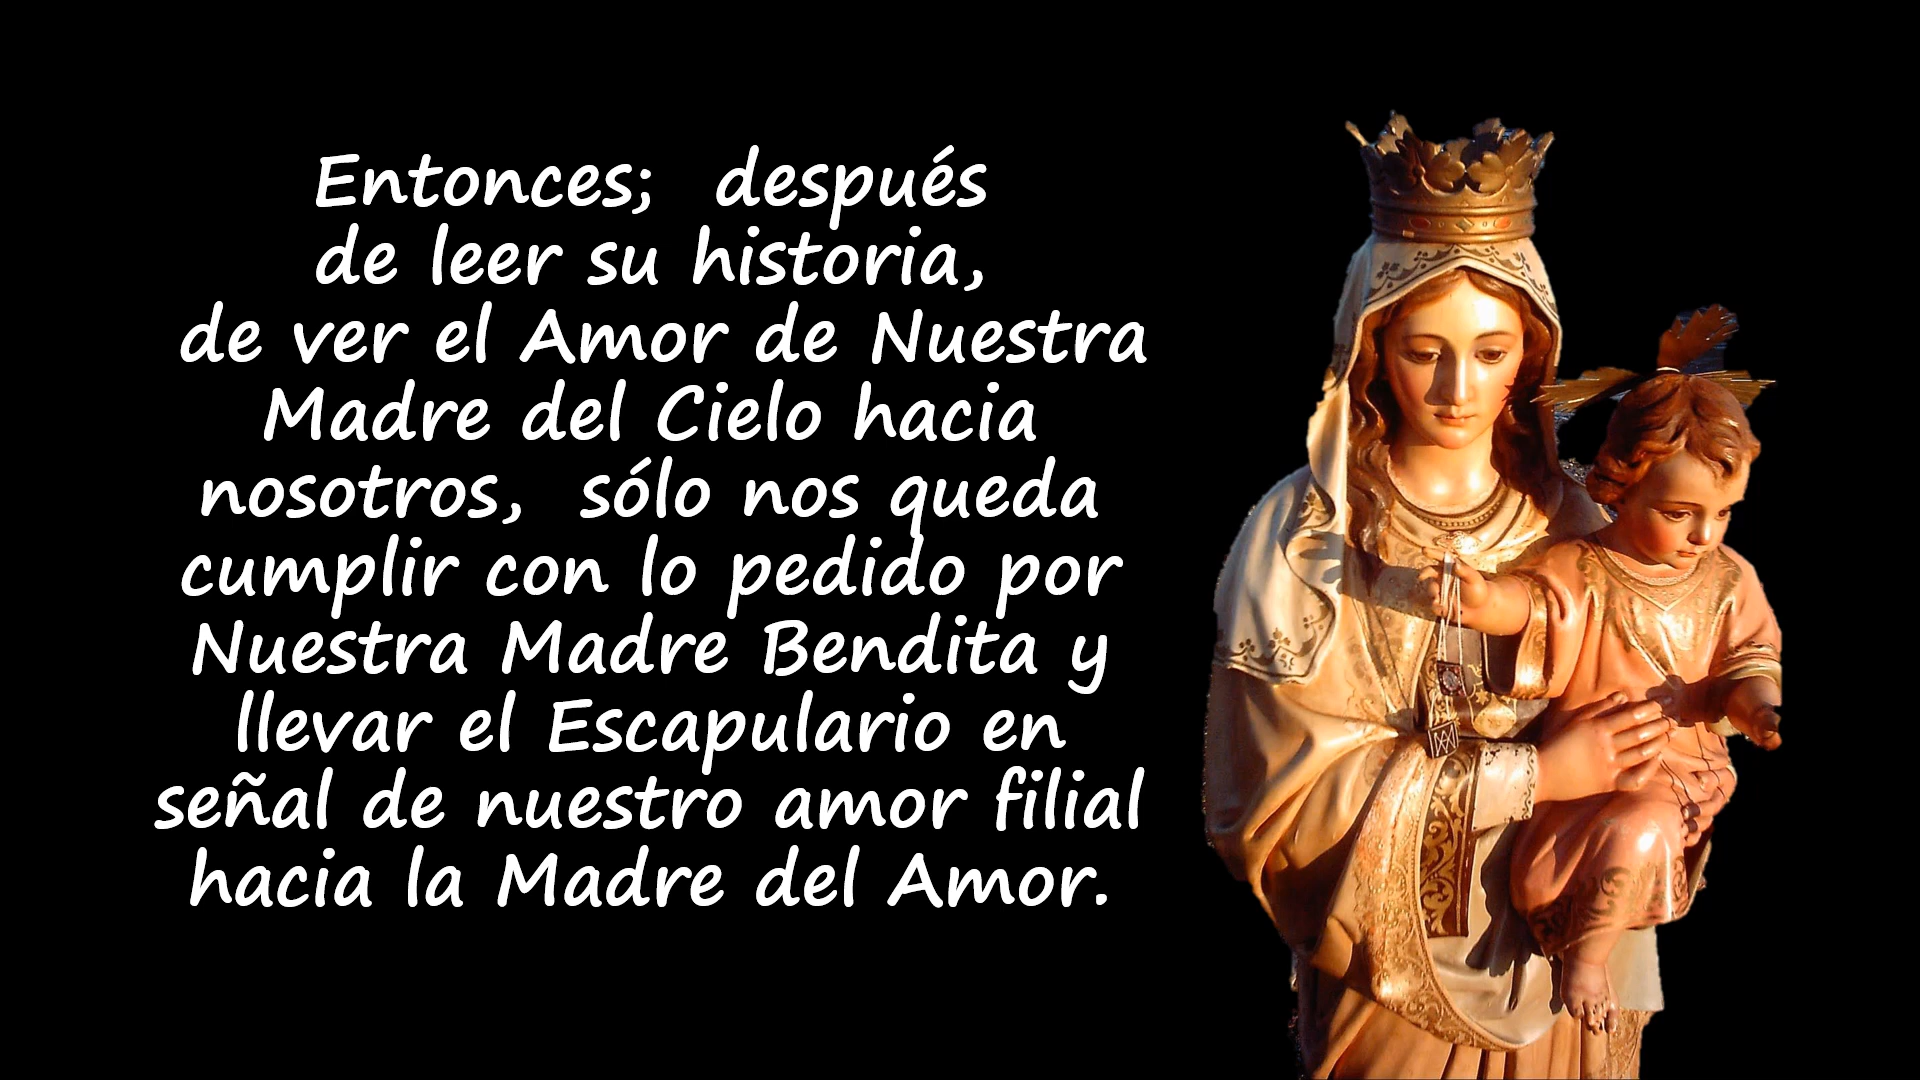 Entonces;  después
de leer su historia,
de ver el Amor de Nuestra
Madre del Cielo hacia
nosotros,  sólo nos queda
cumplir con lo pedido por
Nuestra Madre Bendita y
llevar el Escapulario en
señal de nuestro amor filial
hacia la Madre del Amor.